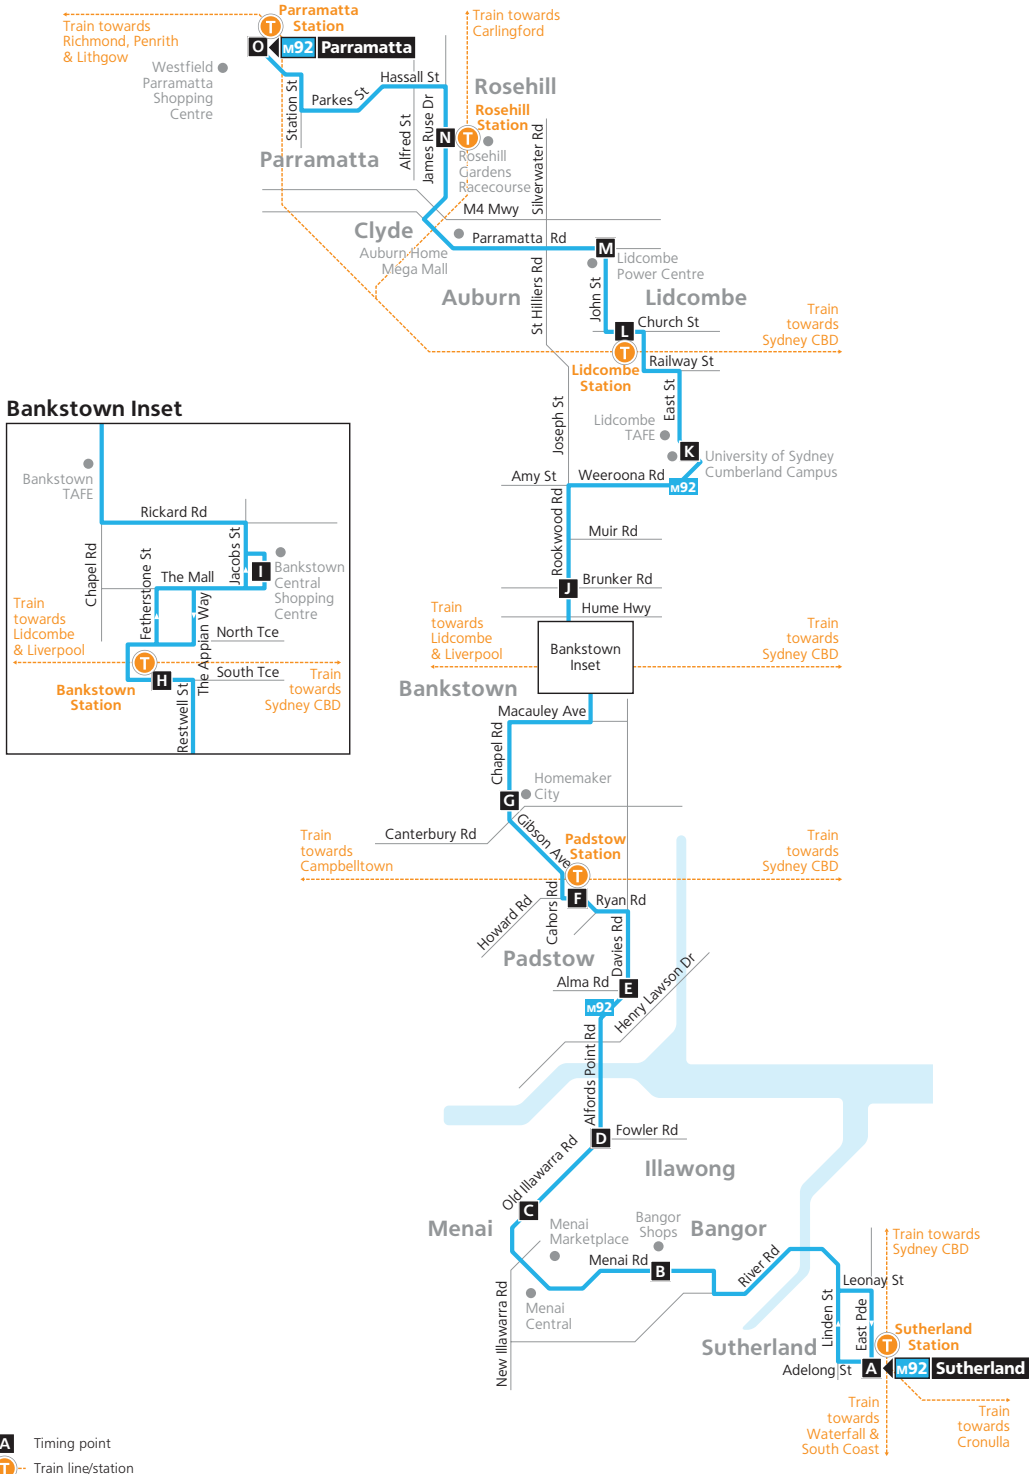 Parramatta
Station
Train towards
Richmond, Penrith
& Lithgow
Train towards
Carlingford
O
M92 Parramatta
Westfield
Parramatta
Shopping
Centre
Station St
Parkes St
Hassall St
Alfred St
James Ruse Dr
Rosehill
Rosehill
Station
N
T
T
Rosehill
Gardens
Racecourse
Silverwater Rd
Parramatta
M4 Mwy
Clyde
Parramatta Rd
Auburn Home
Mega Mall
M
Lidcombe
Power Centre
Auburn
St Hilliers Rd
John St
Lidcombe
L
Church St
T
Train
towards
Sydney CBD
Lidcombe
Station
Railway St
East St
Joseph St
Lidcombe
TAFE
K
University of Sydney
Cumberland Campus
Amy St
Weeroona Rd
M92
Rookwood Rd
Muir Rd
J
Brunker Rd
Hume Hwy
Train
towards
Lidcombe
& Liverpool
Bankstown
Inset
Train
towards
Sydney CBD
Bankstown Inset
Bankstown
TAFE
Rickard Rd
Chapel Rd
Fetherstone St
The Mall
Jacobs St
I
Bankstown
Central
Shopping
Centre
Train
towards
Lidcombe
& Liverpool
The Appian Way
North Tce
T
H
South Tce
Bankstown
Station
Restwell St
Train
towards
Sydney CBD
Bankstown
Macauley Ave
Chapel Rd
G
Homemaker
City
Canterbury Rd
Gibson Ave
Train
towards
Campbelltown
Padstow
Station
T
Train
towards
Sydney CBD
F
Howard Rd
Cahors Rd
Ryan Rd
Padstow
Davies Rd
Alma Rd
E
M92
Henry Lawson Dr
Alfords Point Rd
D
Fowler Rd
Illawong
Old Illawarra Rd
C
Menai
Menai
Marketplace
Bangor
Shops
Bangor
Menai Rd
B
River Rd
Menai
Central
New Illawarra Rd
Train towards
Sydney CBD
Leonay St
Linden St
East Pde
Sutherland
Sutherland
Station
T
Adelong St
A
M92 Sutherland
Train
towards
Waterfall &
South Coast
Train
towards
Cronulla
A Timing point
T Train line/station